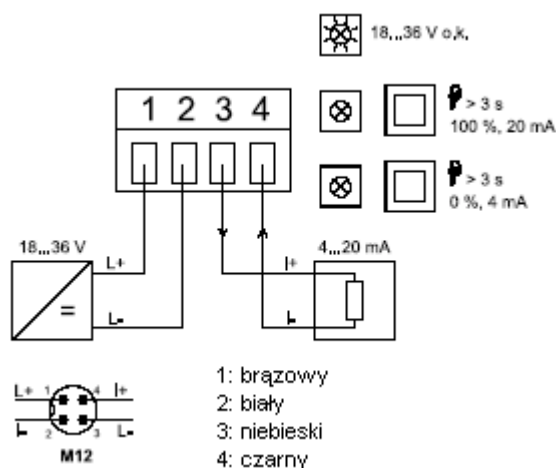 18...36 V o.k.
1 2 3 4
> 3 s
100 %, 20 mA
> 3 s
0 %, 4 mA
18...36 V
L+
=
L-
4...20 mA
I+
I-
L+ 1 4 I+
I- 2 3 L-
M12
1: brązowy
2: biały
3: niebieski
4: czarny